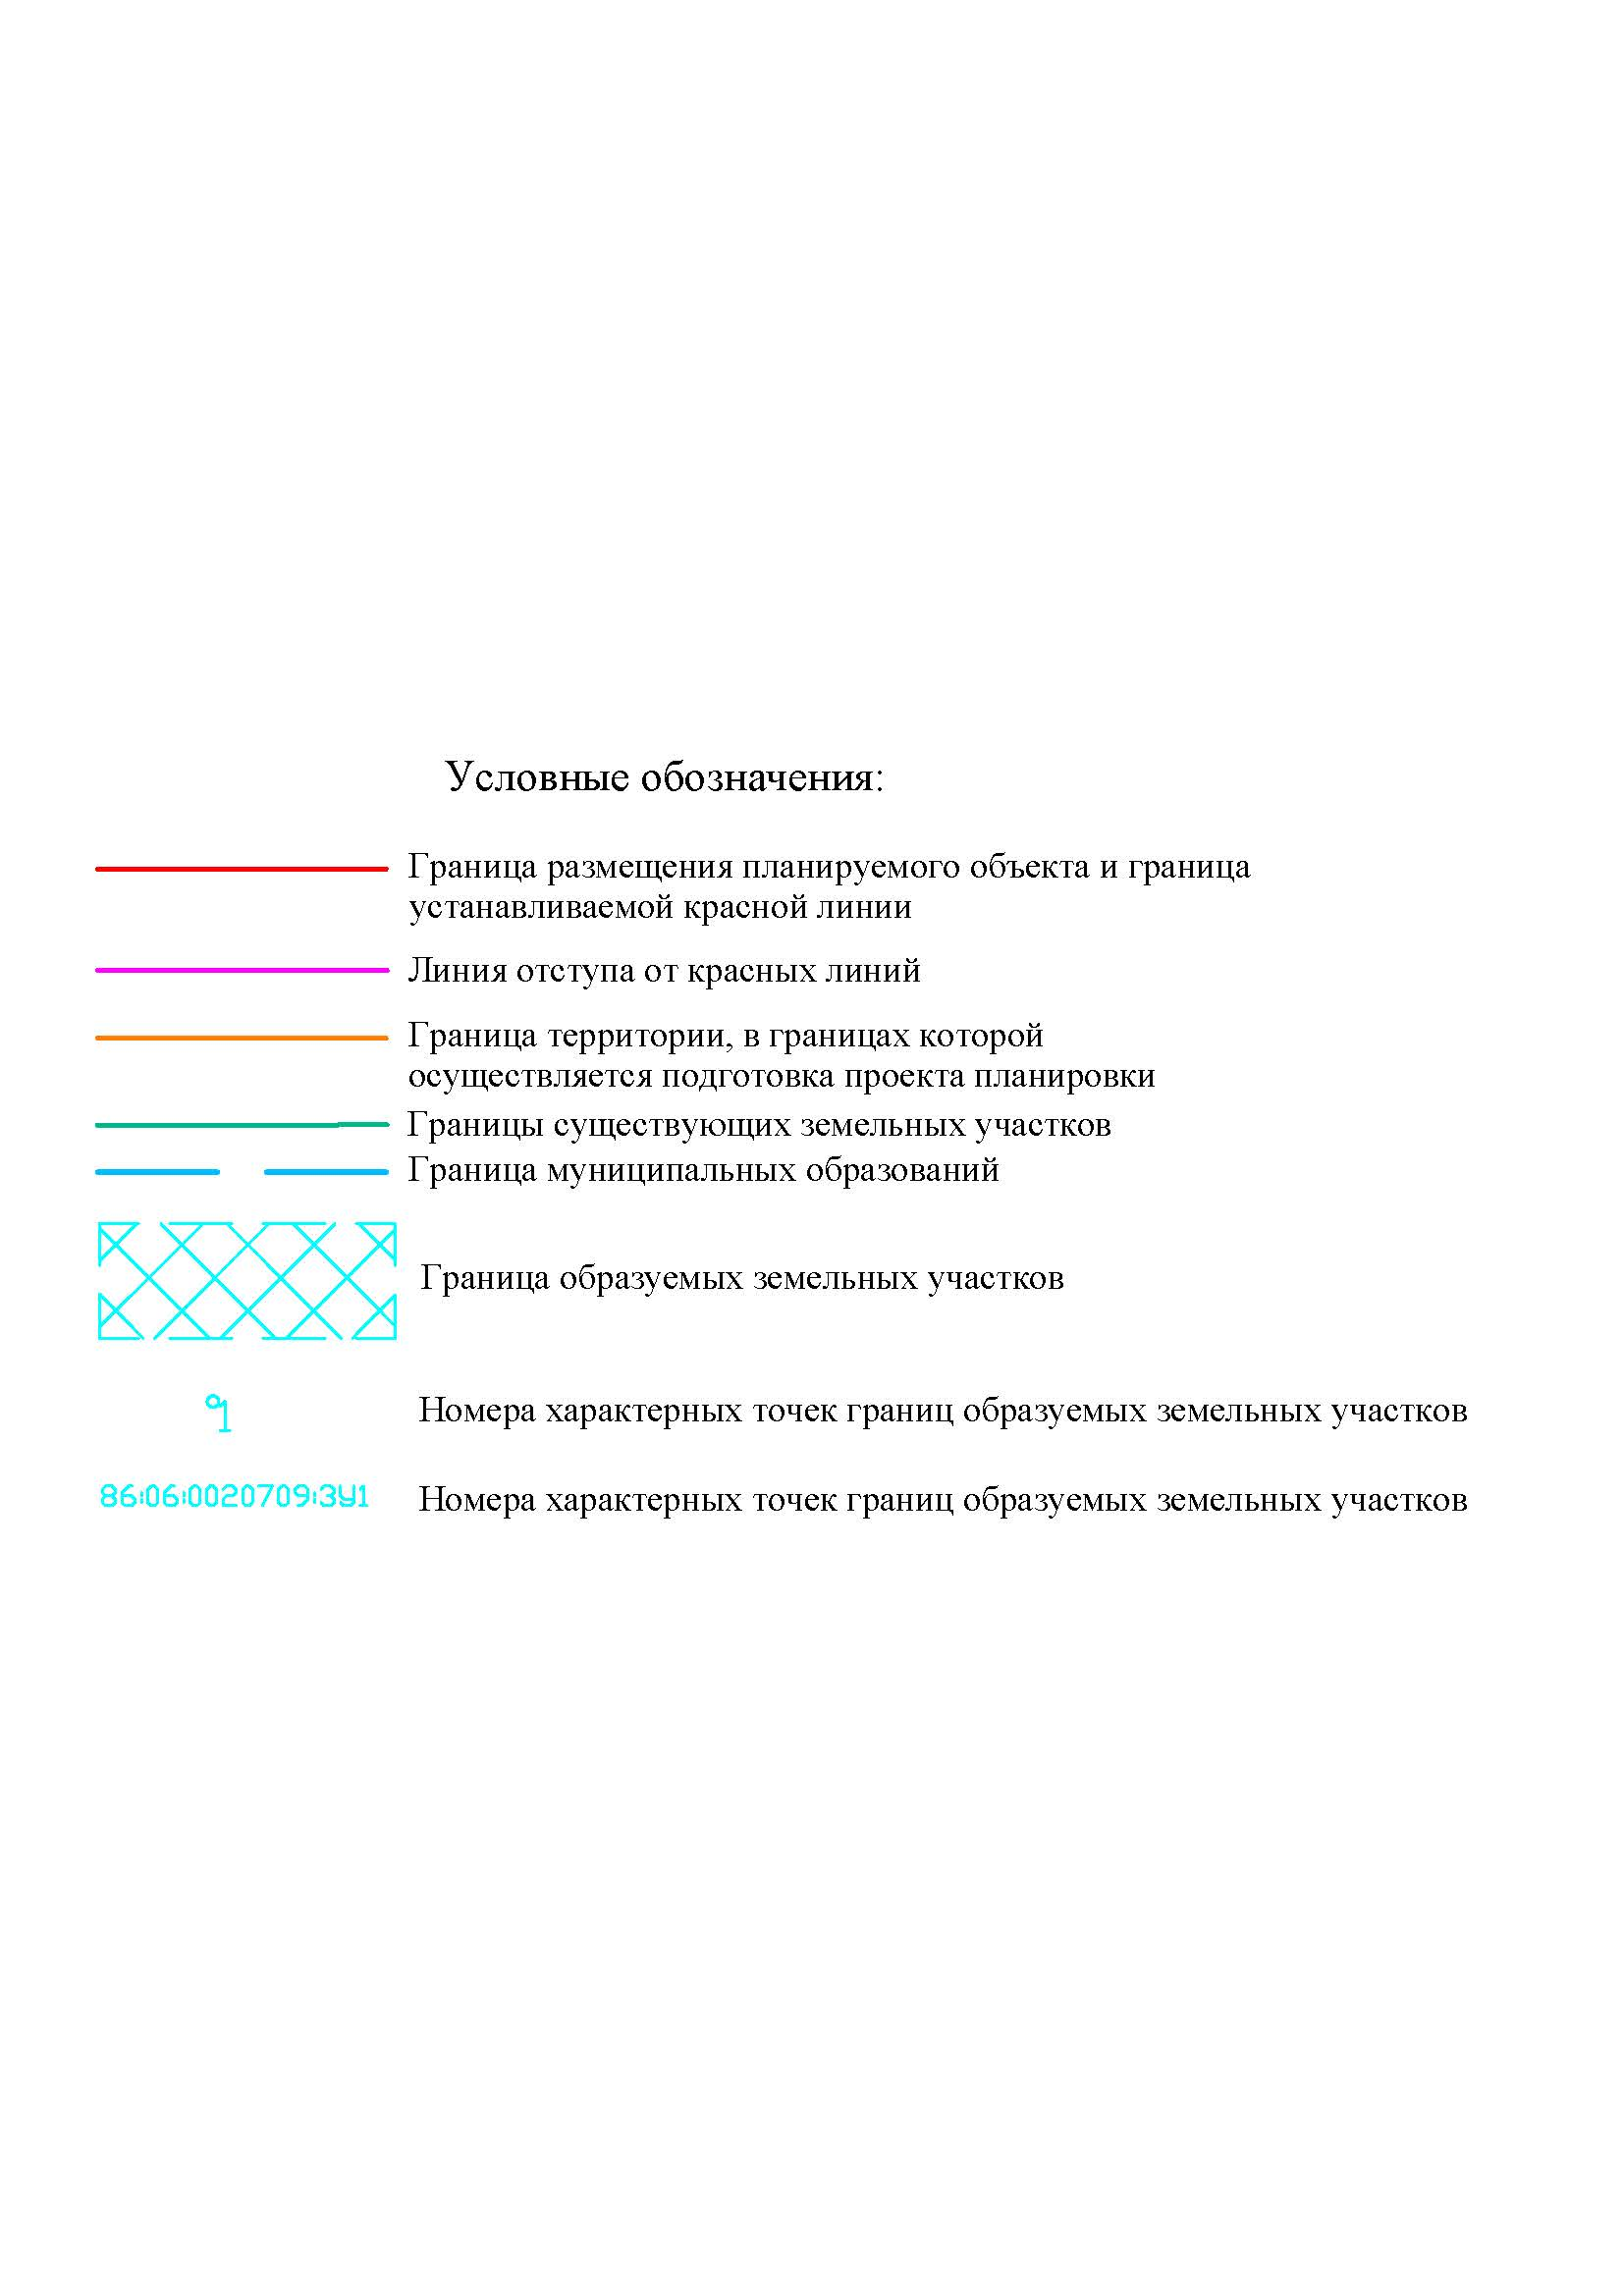 Условные обозначения:
Граница размещения планируемого объекта и граница
устанавливаемой красной линии
Линия отступа от красных линий
Граница территории, в границах которой
осуществляется подготовка проекта планировки
Границы существующих земельных участков
Граница муниципальных образований
Граница образуемых земельных участков
1 Номера характерных точек границ образуемых земельных участков
86:06:0020709:ЗУ1 Номера характерных точек границ образуемых земельных участков